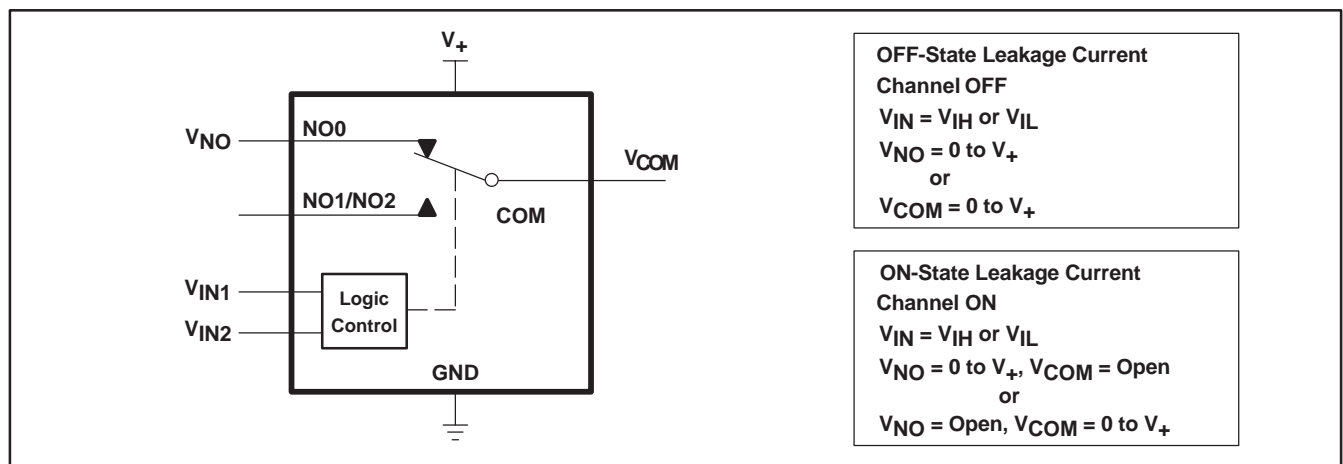 V+
VNO
NO0
VCOM
NO1/NO2
COM
VIN1
VIN2
Logic
Control
GND
OFF-State Leakage Current
Channel OFF
VIN = VIH or VIL
VNO = 0 to V+
or
VCOM = 0 to V+
ON-State Leakage Current
Channel ON
VIN = VIH or VIL
VNO = 0 to V+, VCOM = Open
or
VNO = Open, VCOM = 0 to V+